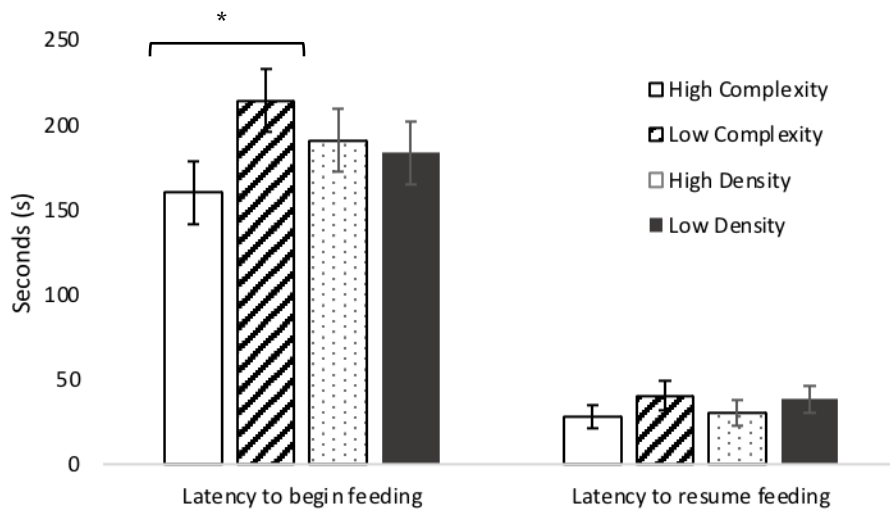 *
250
200
150
100
50
0
Seconds (s)
High Complexity
Low Complexity
High Density
Low Density
Latency to begin feeding
Latency to resume feeding